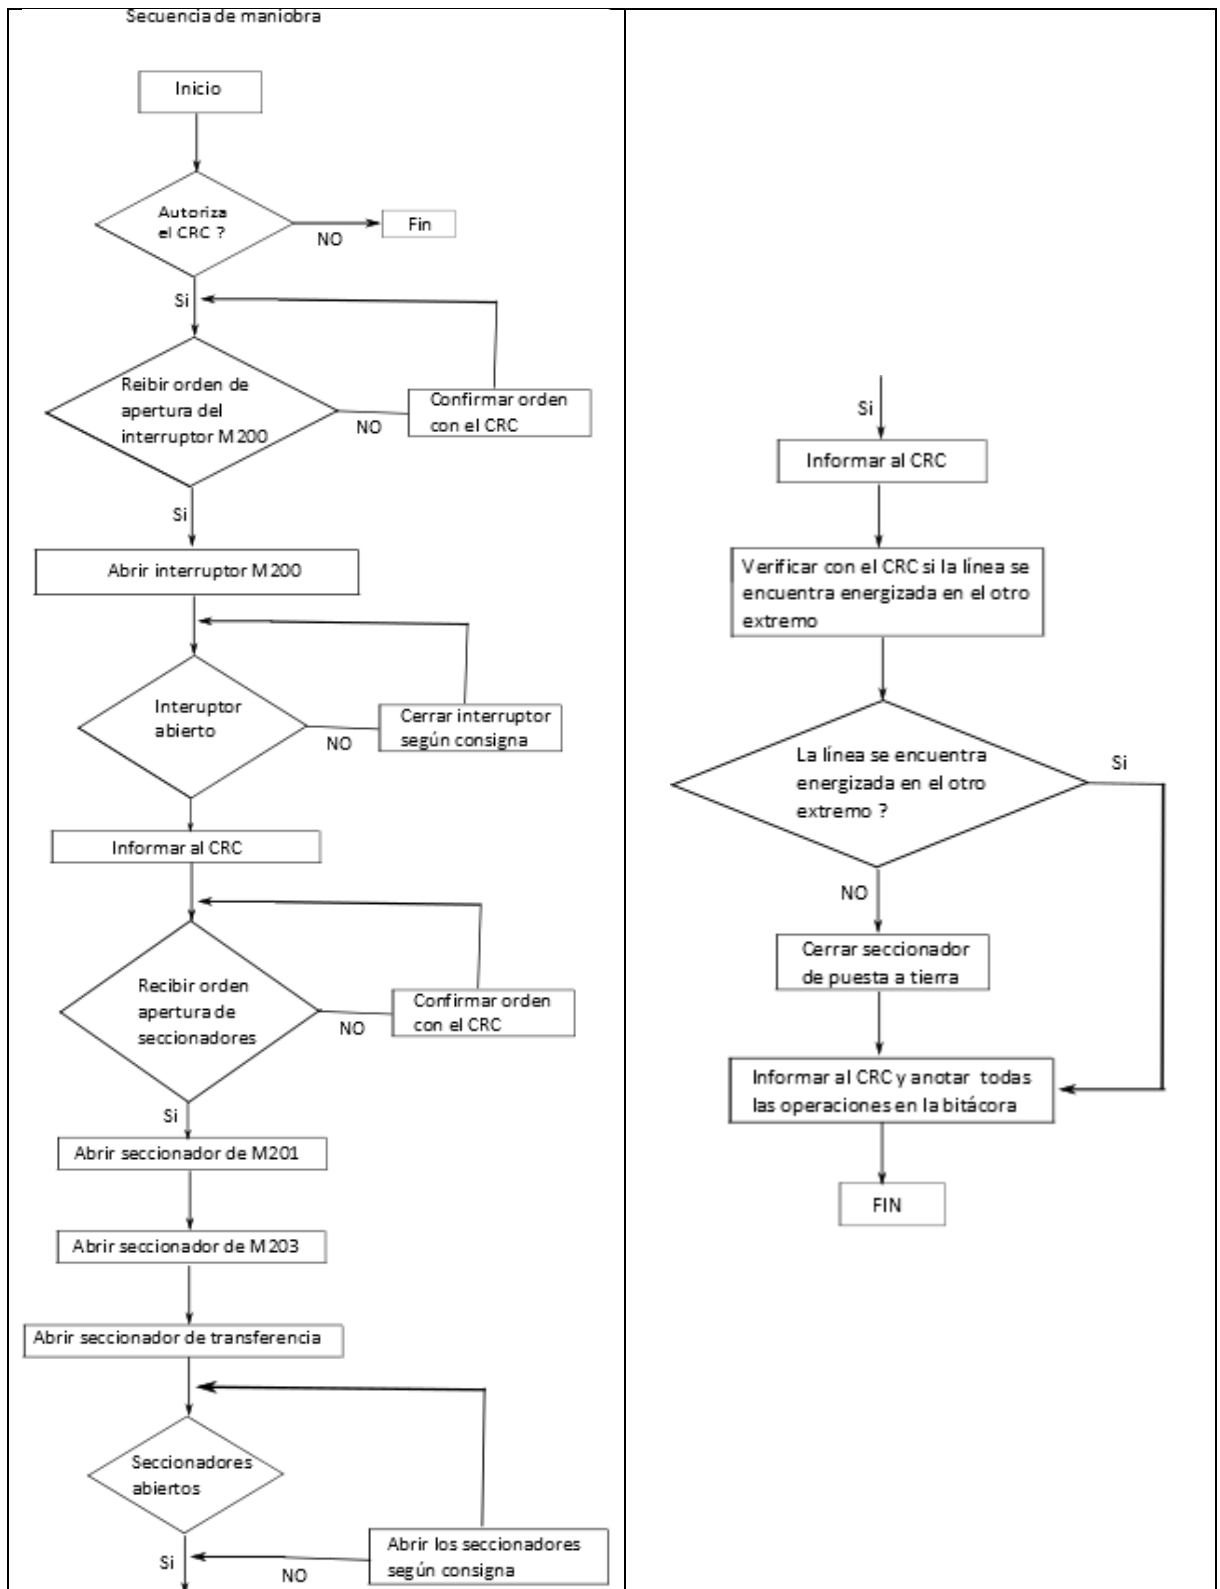 Secuencia de maniobra
Inicio
Autoriza
el CRC ?
NO
Fin
Si
Reibir orden de
apertura del
interruptor M200
NO
Confirmar orden
con el CRC
Si
Abrir interruptor M200
Interuptor
abierto
NO
Cerrar interruptor
según consigna
Informar al CRC
Recibir orden
apertura de
seccionadores
NO
Confirmar orden
con el CRC
Si
Abrir seccionador de M201
Abrir seccionador de M203
Abrir seccionador de transferencia
Seccionadores
abiertos
Abrir los seccionadores
según consigna
NO
Si
Si
Informar al CRC
Verificar con el CRC si la línea se
encuentra energizada en el otro
extremo
La línea se encuentra
energizada en el otro
extremo ?
Si
NO
Cerrar seccionador
de puesta a tierra
Informar al CRC y anotar todas
las operaciones en la bitácora
FIN